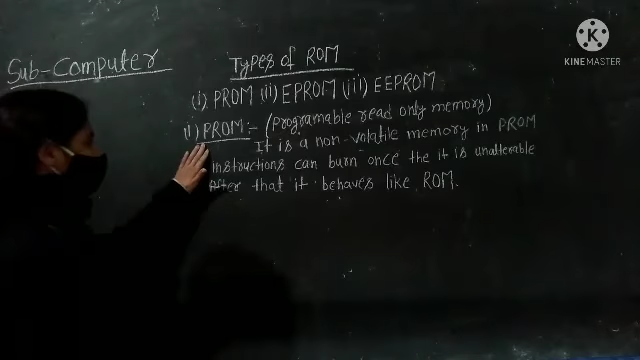 Sub-Computer
Types of ROM
(i) PROM (ii) EPROM (iii) EEPROM
(i) PROM :- (Programable read only memory)
It is a non-volatile memory in PROM
instructions can burn once the it is unalterable
After that it behaves like ROM.
KINEMASTER